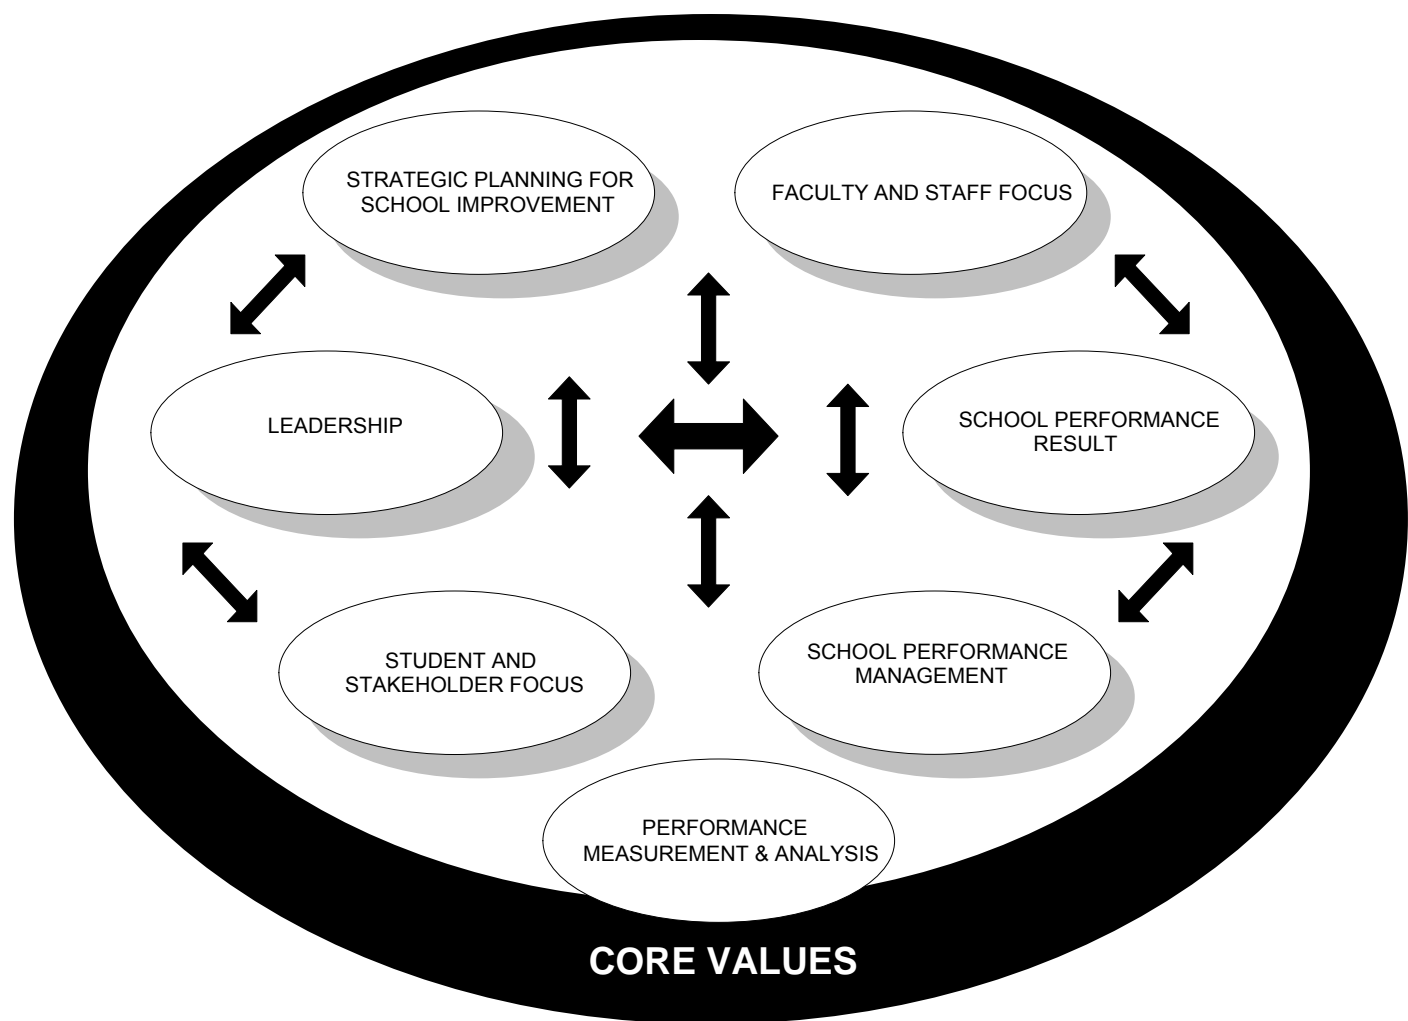 STRATEGIC PLANNING FOR
SCHOOL IMPROVEMENT
FACULTY AND STAFF FOCUS
LEADERSHIP
SCHOOL PERFORMANCE
RESULT
STUDENT AND
STAKEHOLDER FOCUS
SCHOOL PERFORMANCE
MANAGEMENT
PERFORMANCE
MEASUREMENT & ANALYSIS
CORE VALUES